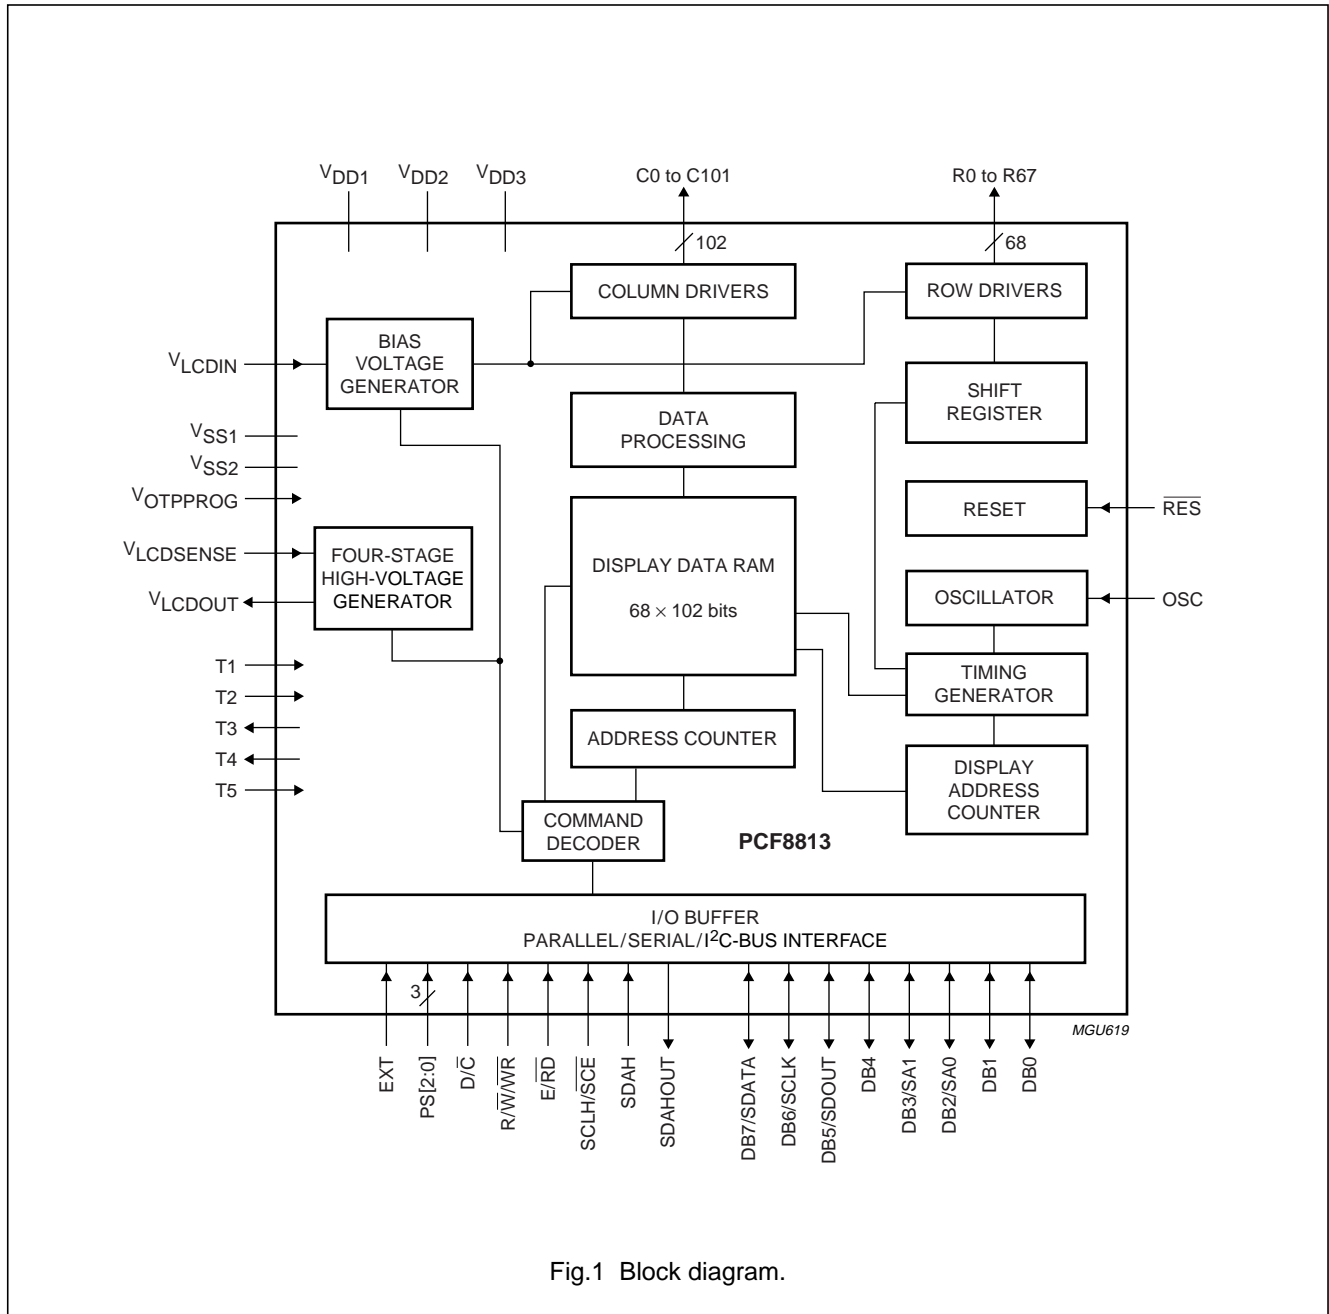 VDD1
VDD2
VDD3
C0 to C101
R0 to R67
102
68
COLUMN DRIVERS
ROW DRIVERS
BIAS
VOLTAGE
GENERATOR
VLCDIN
SHIFT
REGISTER
DATA
PROCESSING
VSS1
VSS2
VOTPPROG
RESET
R̅E̅S̅
VLCDSENSE
FOUR-STAGE
HIGH-VOLTAGE
GENERATOR
VLCDOUT
DISPLAY DATA RAM
68 × 102 bits
OSCILLATOR
OSC
T1
T2
T3
T4
T5
TIMING
GENERATOR
ADDRESS COUNTER
DISPLAY
ADDRESS
COUNTER
COMMAND
DECODER
PCF8813
I/O BUFFER
PARALLEL/SERIAL/I²C-BUS INTERFACE
3
MGU619
EXT
PS[2:0]
D/C̅
R/W̅/W̅R̅
E/R̅D̅
SCLH/S̅C̅E̅
SDAH
SDAHOUT
DB7/SDATA
DB6/SCLK
DB5/SDOUT
DB4
DB3/SA1
DB2/SA0
DB1
DB0
Fig.1 Block diagram.